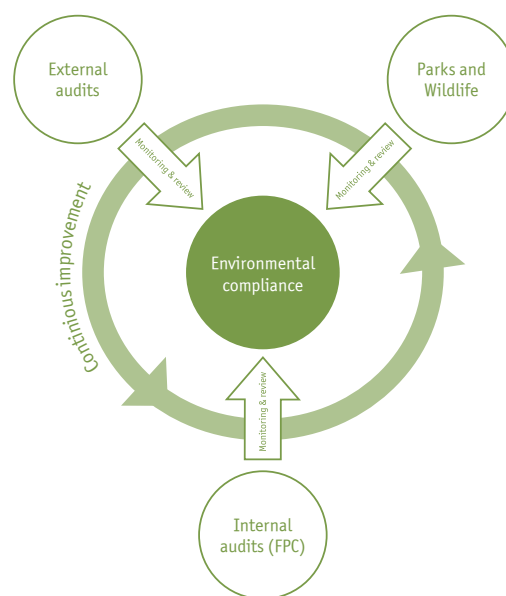 External
audits
Parks and
Wildlife
Monitoring & review
Monitoring & review
Continious improvement
Environmental
compliance
Monitoring & review
Internal
audits (FPC)